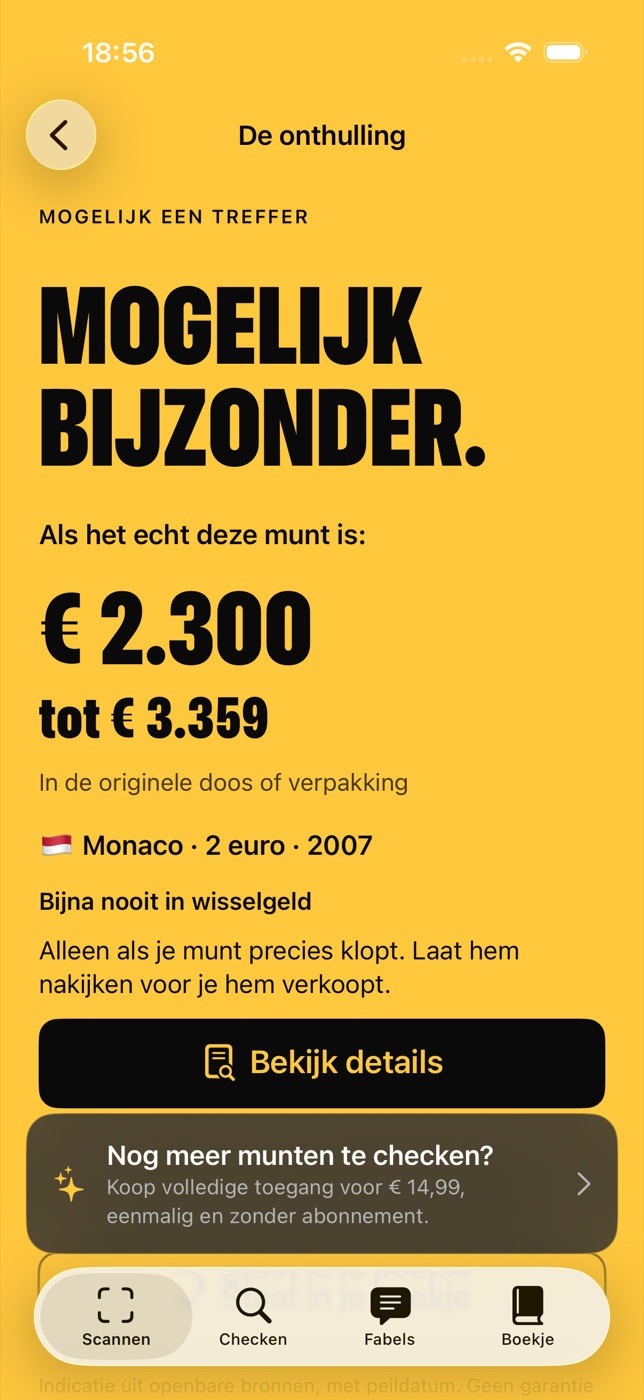 18:56
De onthulling
MOGELIJK EEN TREFFER
MOGELIJK
BIJZONDER.
Als het echt deze munt is:
€ 2.300
tot € 3.359
In de originele doos of verpakking
Monaco · 2 euro · 2007
Bijna nooit in wisselgeld
Alleen als je munt precies klopt. Laat hem
nakijken voor je hem verkoopt.
Bekijk details
Nog meer munten te checken?
Koop volledige toegang voor € 14,99,
eenmalig en zonder abonnement.
Scannen
Checken
Fabels
Boekje
Indicatie uit openbare bronnen, met peildatum. Geen garantie